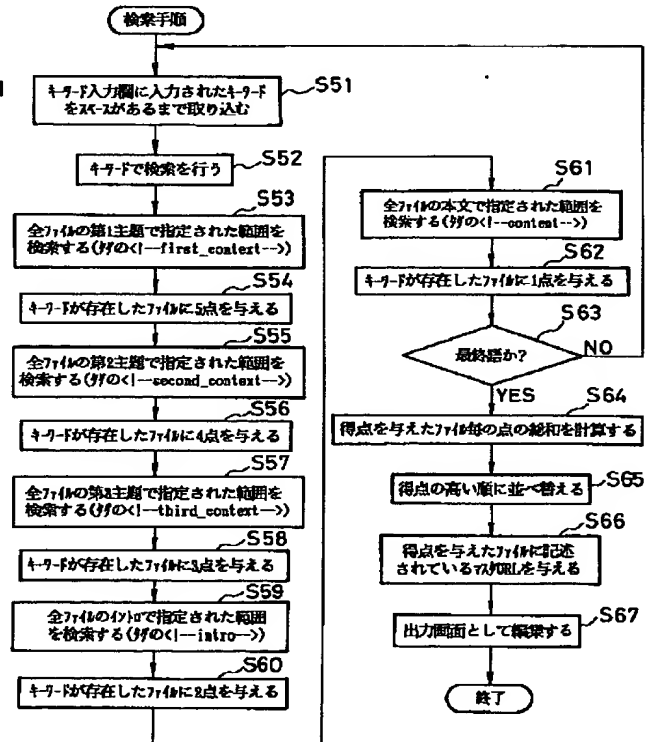 検索手順
S51
キーワード入力欄に入力されたキーワード
をスペースがあるまで取り込む
S52
キーワードで検索を行う
S53
全ファイルの第1主題で指定された範囲を
検索する(タグの<!--first_context-->)
S54
キーワードが存在したファイルに5点を与える
S55
全ファイルの第2主題で指定された範囲を
検索する(タグの<!--second_context-->)
S56
キーワードが存在したファイルに4点を与える
S57
全ファイルの第3主題で指定された範囲を
検索する(タグの<!--third_context-->)
S58
キーワードが存在したファイルに3点を与える
S59
全ファイルのイントロで指定された範囲
を検索する(タグの<!--intro-->)
S60
キーワードが存在したファイルに2点を与える
S61
全ファイルの本文で指定された範囲を
検索する(タグの<!--content-->)
S62
キーワードが存在したファイルに1点を与える
S63
最終語か?
NO
YES
S64
得点を与えたファイル毎の点の総和を計算する
S65
得点の高い順に並べ替える
S66
得点を与えたファイルに記述
されているマスタURLを与える
S67
出力画面として編集する
終了